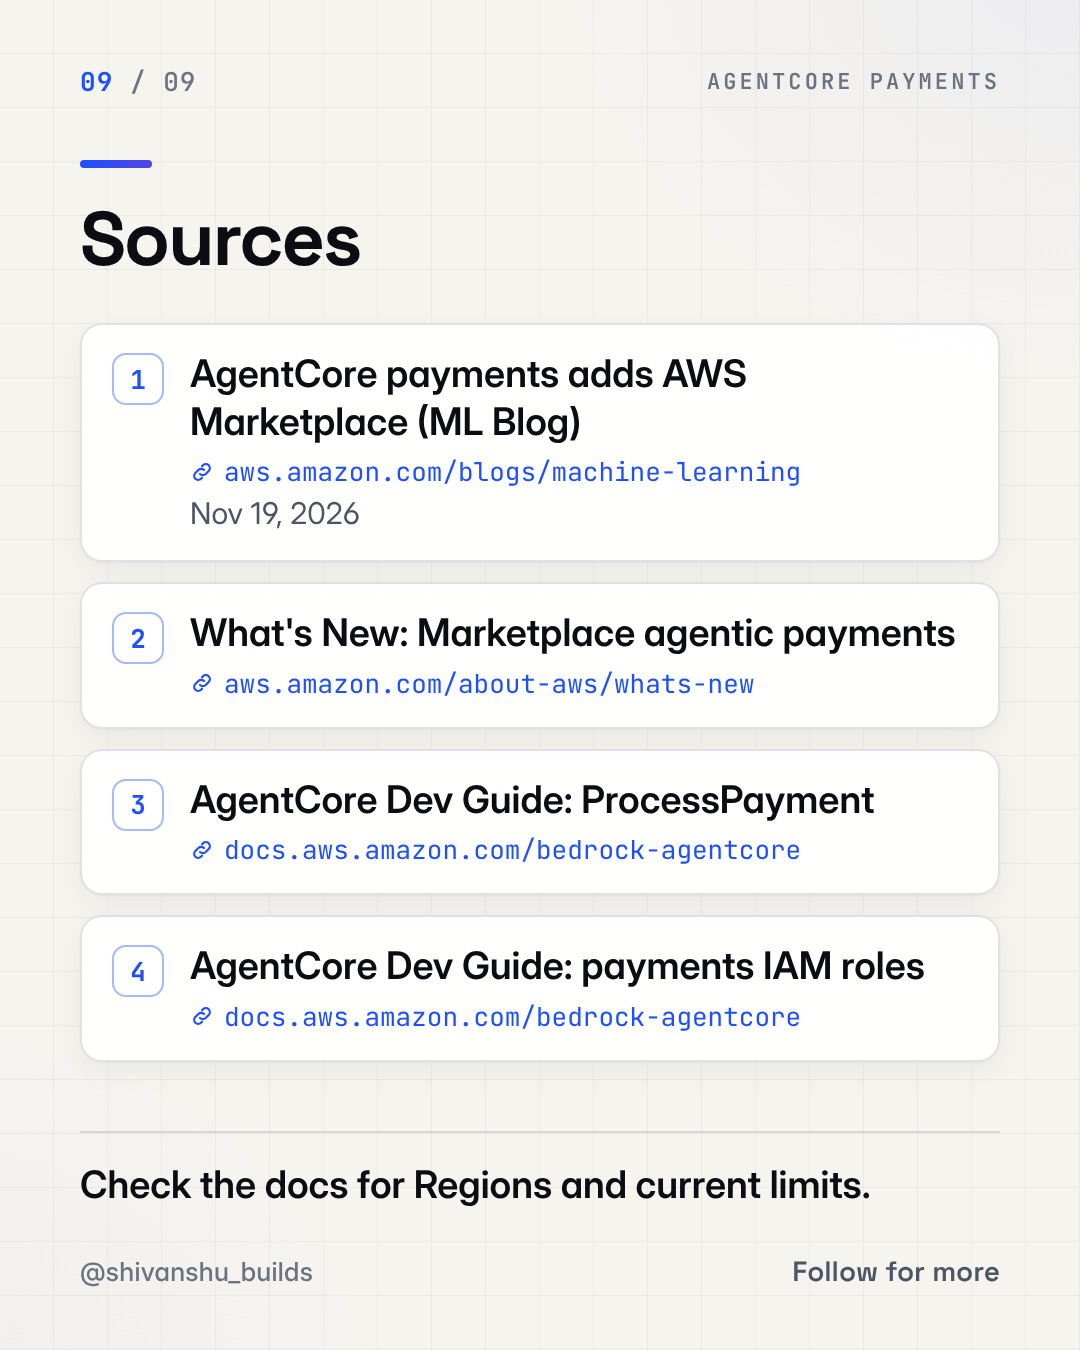 09 / 09
AGENTCORE PAYMENTS
Sources
1
AgentCore payments adds AWS
Marketplace (ML Blog)
aws.amazon.com/blogs/machine-learning
Nov 19, 2026
2
What's New: Marketplace agentic payments
aws.amazon.com/about-aws/whats-new
3
AgentCore Dev Guide: ProcessPayment
docs.aws.amazon.com/bedrock-agentcore
4
AgentCore Dev Guide: payments IAM roles
docs.aws.amazon.com/bedrock-agentcore
Check the docs for Regions and current limits.
@shivanshu_builds
Follow for more